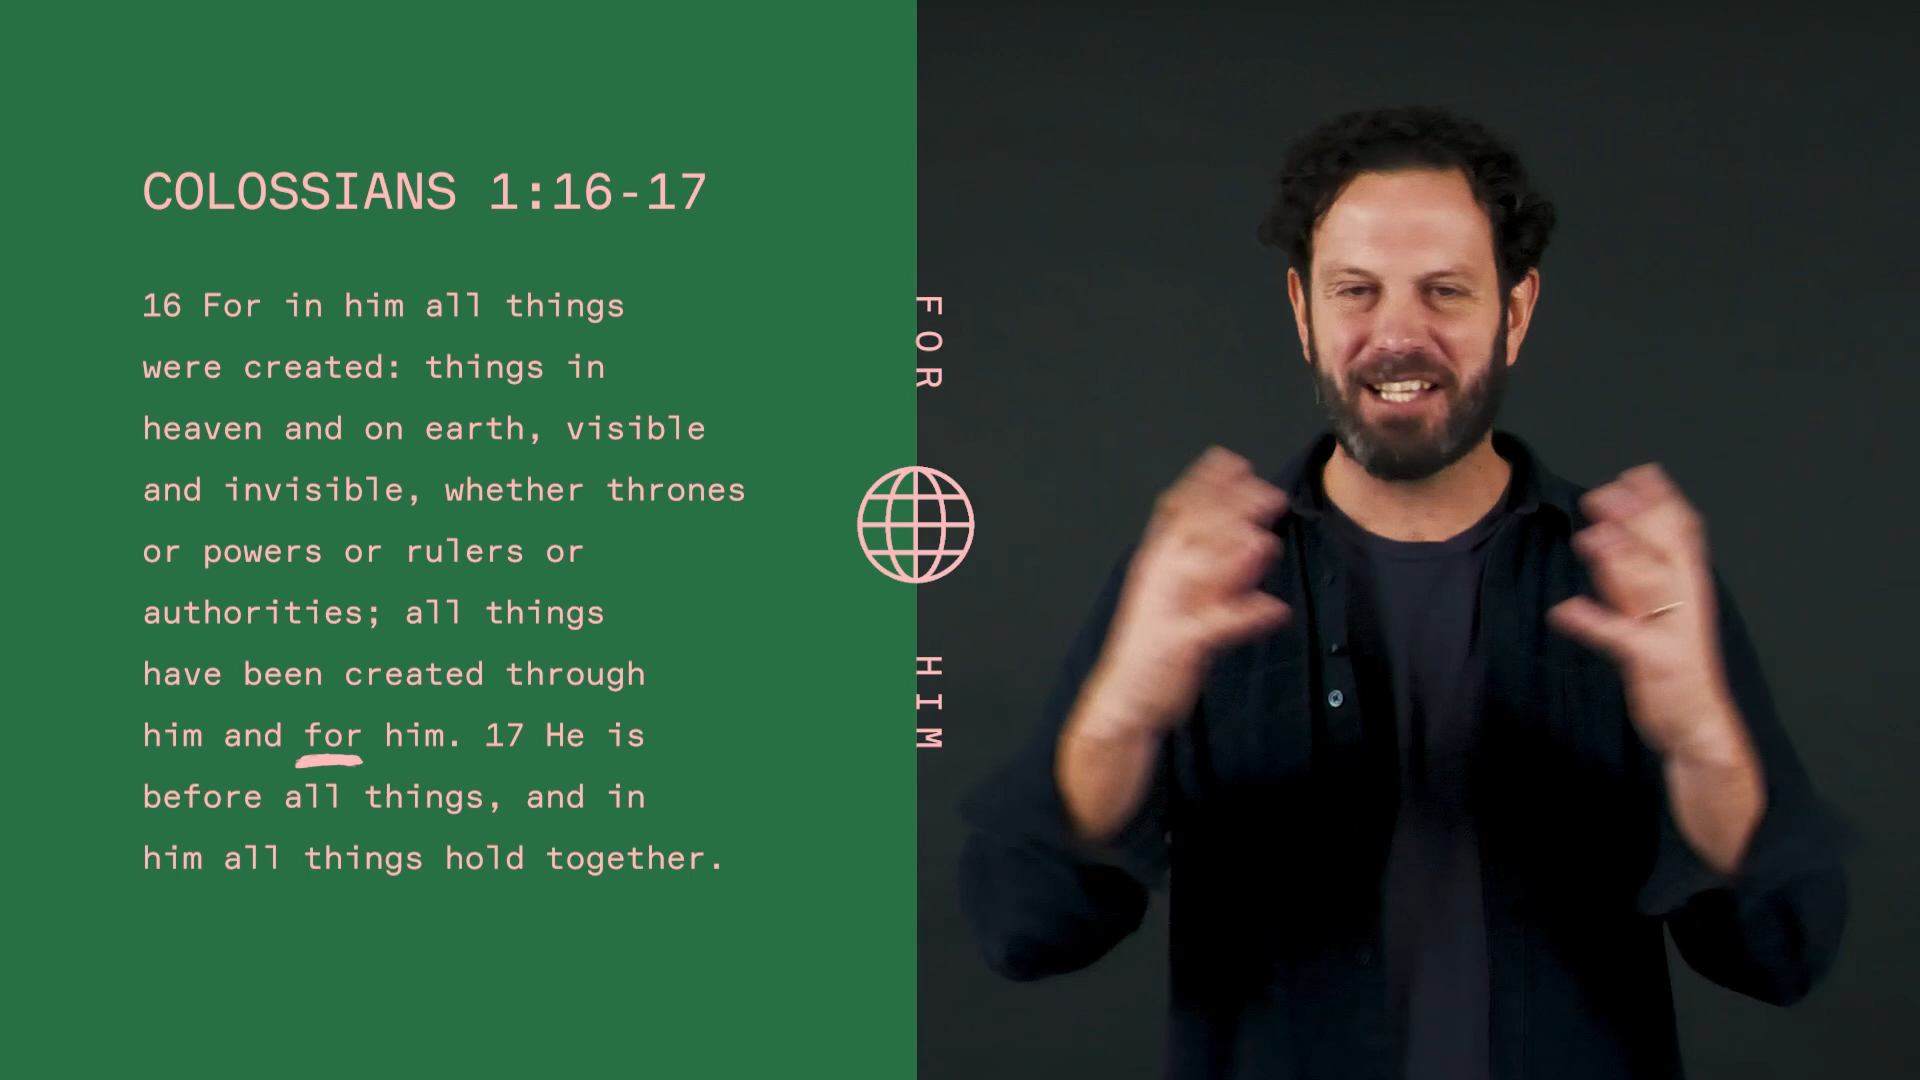 COLOSSIANS 1:16-17
16 For in him all things
were created: things in
heaven and on earth, visible
and invisible, whether thrones
or powers or rulers or
authorities; all things
have been created through
him and for him. 17 He is
before all things, and in
him all things hold together.
FOR
HIM